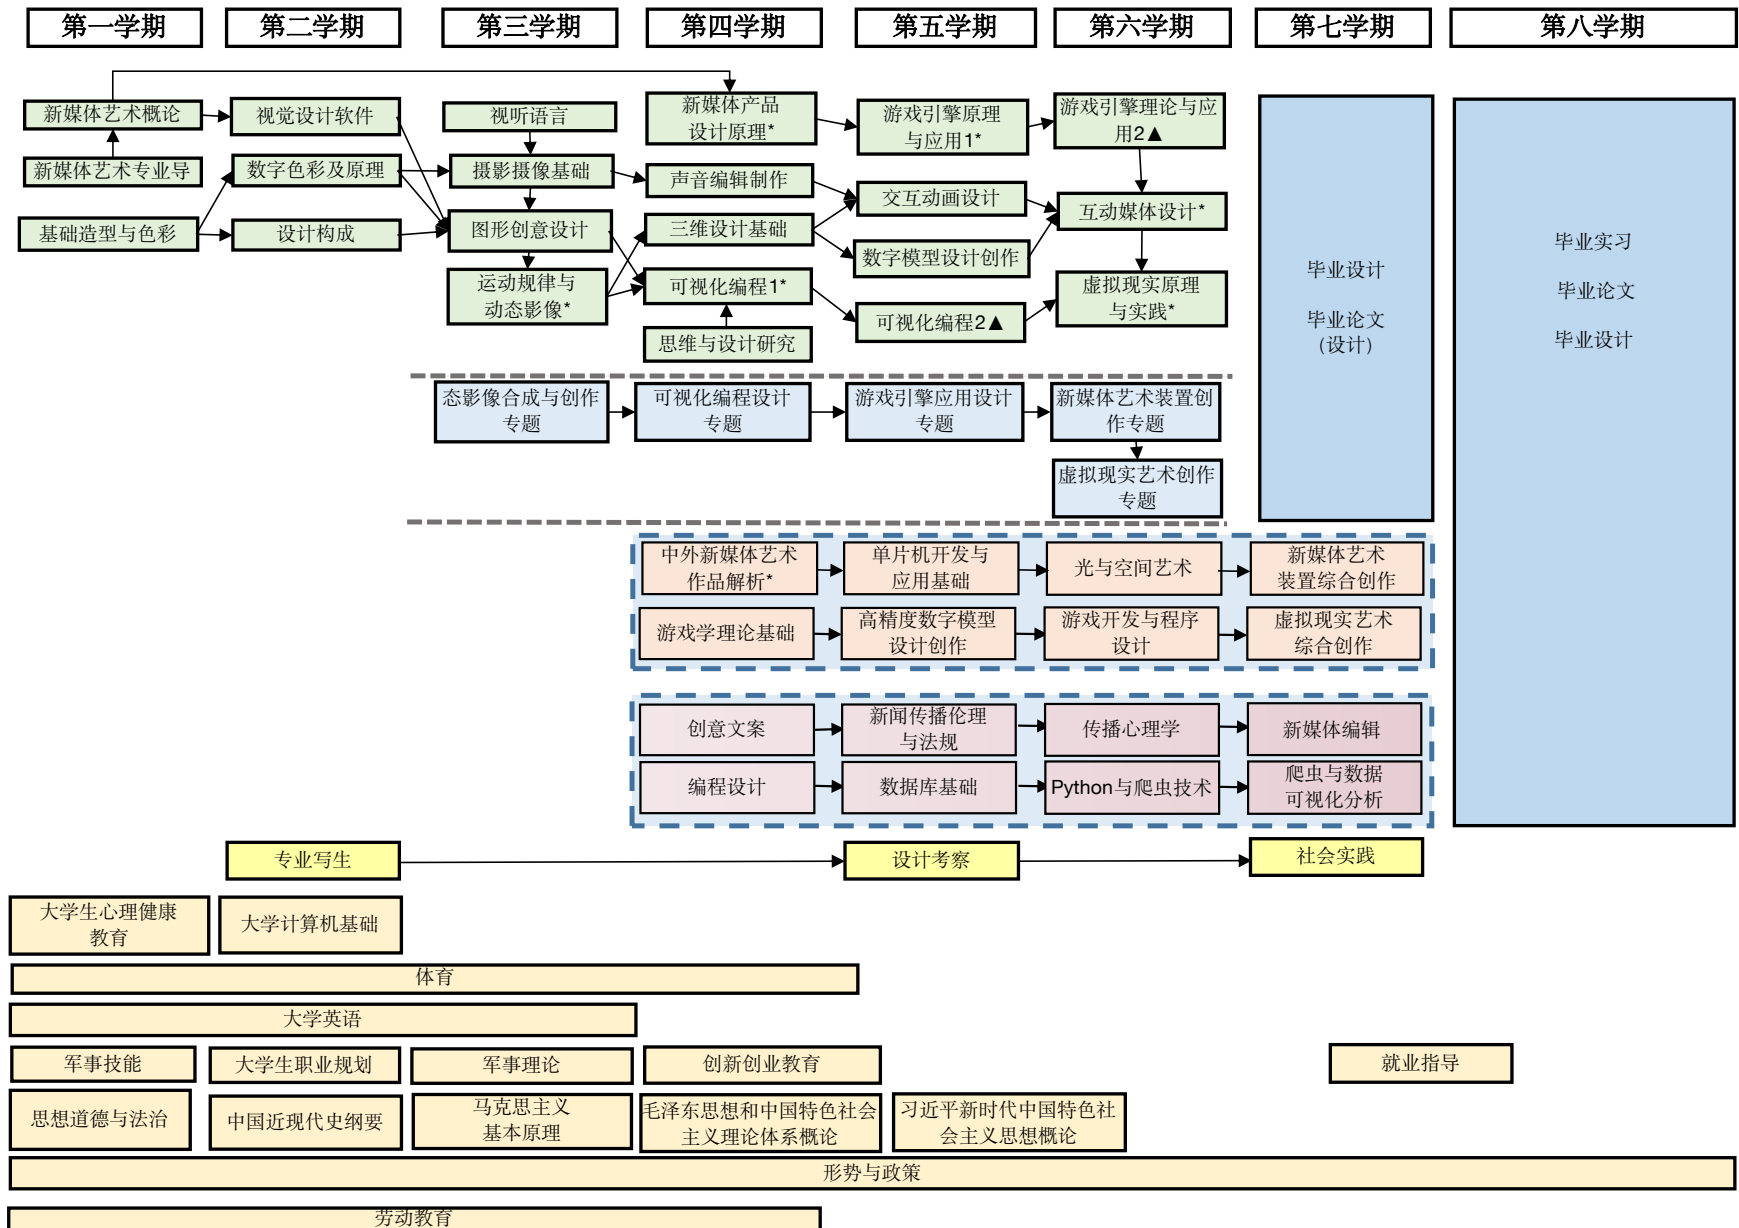 第一学期
第二学期
第三学期
第四学期
第五学期
第六学期
第七学期
第八学期
新媒体艺术概论
视觉设计软件
视听语言
新媒体产品
设计原理*
游戏引擎原理
与应用1*
游戏引擎理论与应
用2▲
新媒体艺术专业导
数字色彩及原理
摄影摄像基础
声音编辑制作
交互动画设计
互动媒体设计*
基础造型与色彩
设计构成
图形创意设计
三维设计基础
数字模型设计创作
运动规律与
动态影像*
可视化编程1*
可视化编程2▲
虚拟现实原理
与实践*
思维与设计研究
毕业设计
毕业论文
(设计)
毕业实习
毕业论文
毕业设计
态影像合成与创作
专题
可视化编程设计
专题
游戏引擎应用设计
专题
新媒体艺术装置创
作专题
虚拟现实艺术创作
专题
中外新媒体艺术
作品解析*
单片机开发与
应用基础
光与空间艺术
新媒体艺术
装置综合创作
游戏学理论基础
高精度数字模型
设计创作
游戏开发与程序
设计
虚拟现实艺术
综合创作
创意文案
新闻传播伦理
与法规
传播心理学
新媒体编辑
编程设计
数据库基础
Python与爬虫技术
爬虫与数据
可视化分析
专业写生
设计考察
社会实践
大学生心理健康
教育
大学计算机基础
体育
大学英语
军事技能
大学生职业规划
军事理论
创新创业教育
就业指导
思想道德与法治
中国近现代史纲要
马克思主义
基本原理
毛泽东思想和中国特色社会
主义理论体系概论
习近平新时代中国特色社
会主义思想概论
形势与政策
劳动教育